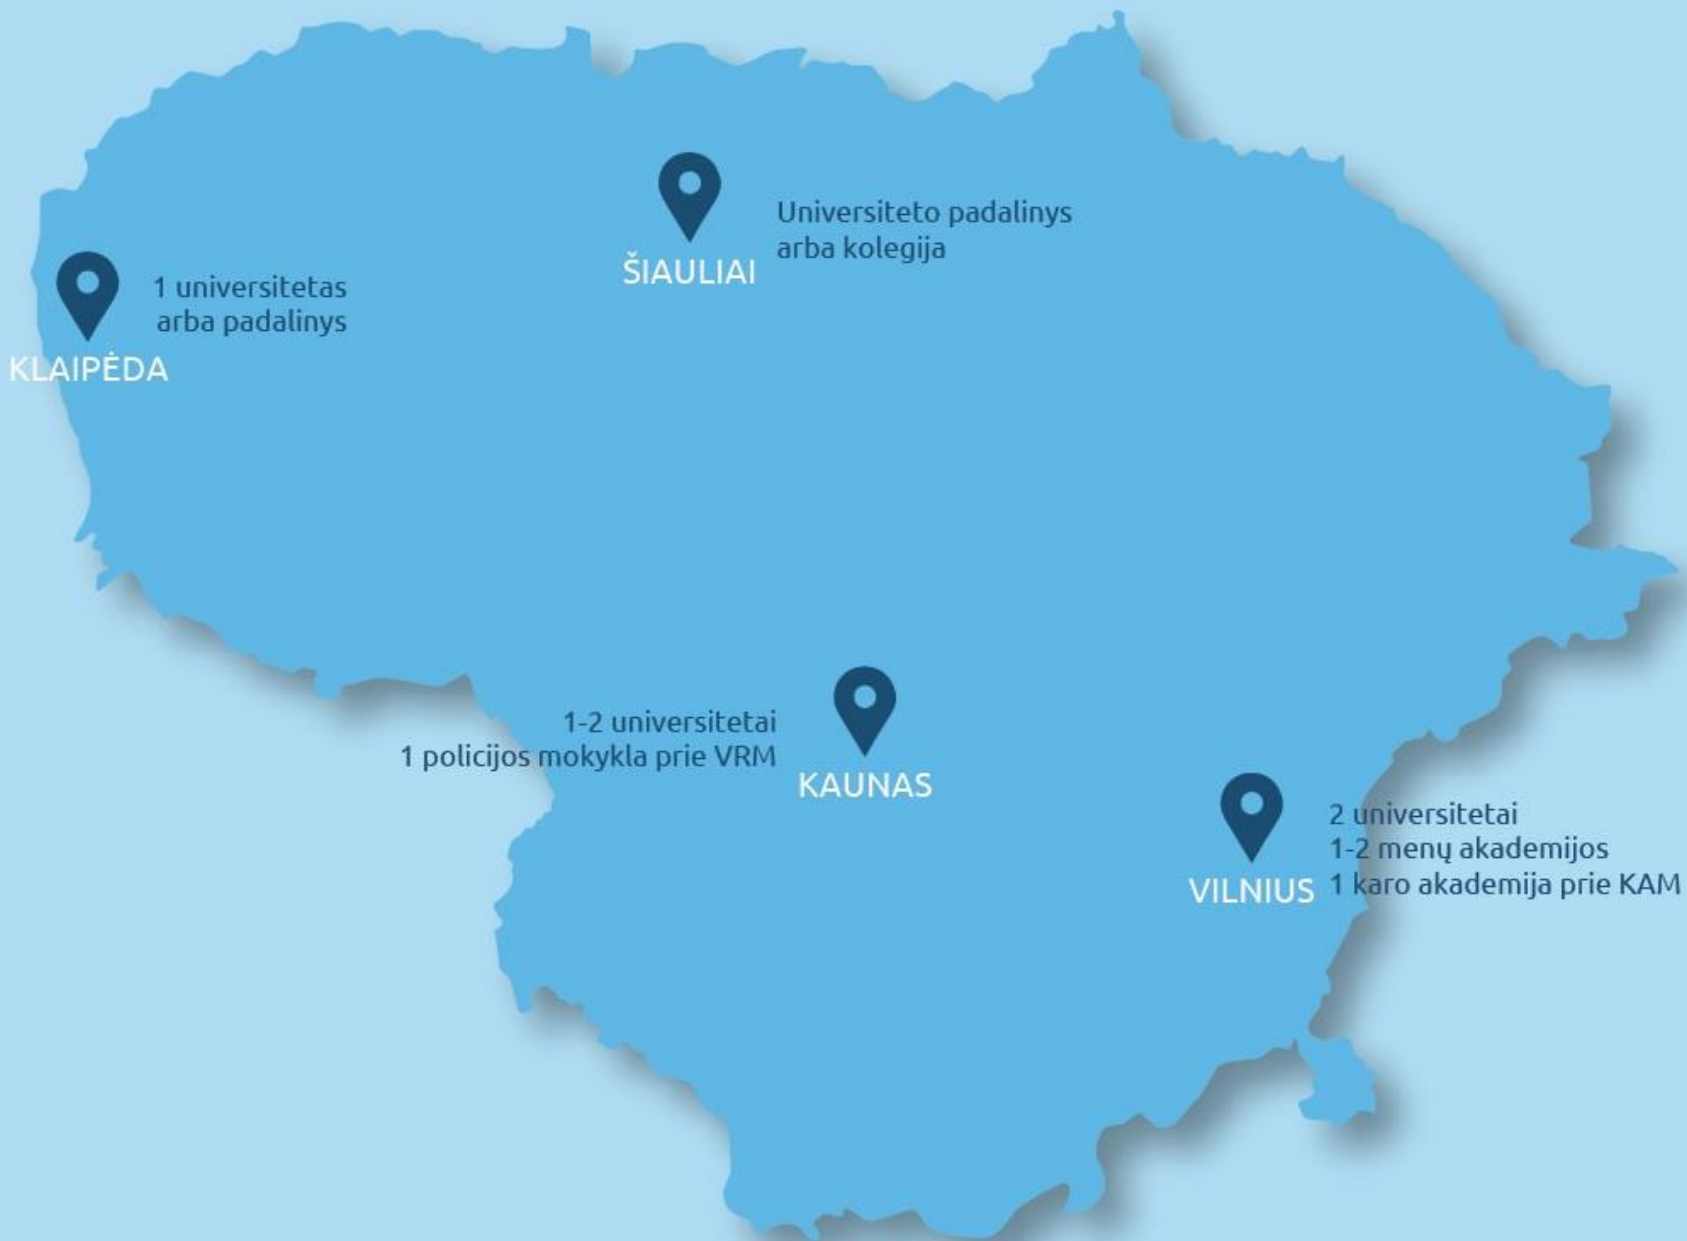 Universiteto padalinys
arba kolegija
ŠIAULIAI
1 universitetas
arba padalinys
KLAIPĖDA
1-2 universitetai
1 policijos mokykla prie VRM
KAUNAS
2 universitetai
1-2 menų akademijos
1 karo akademija prie KAM
VILNIUS